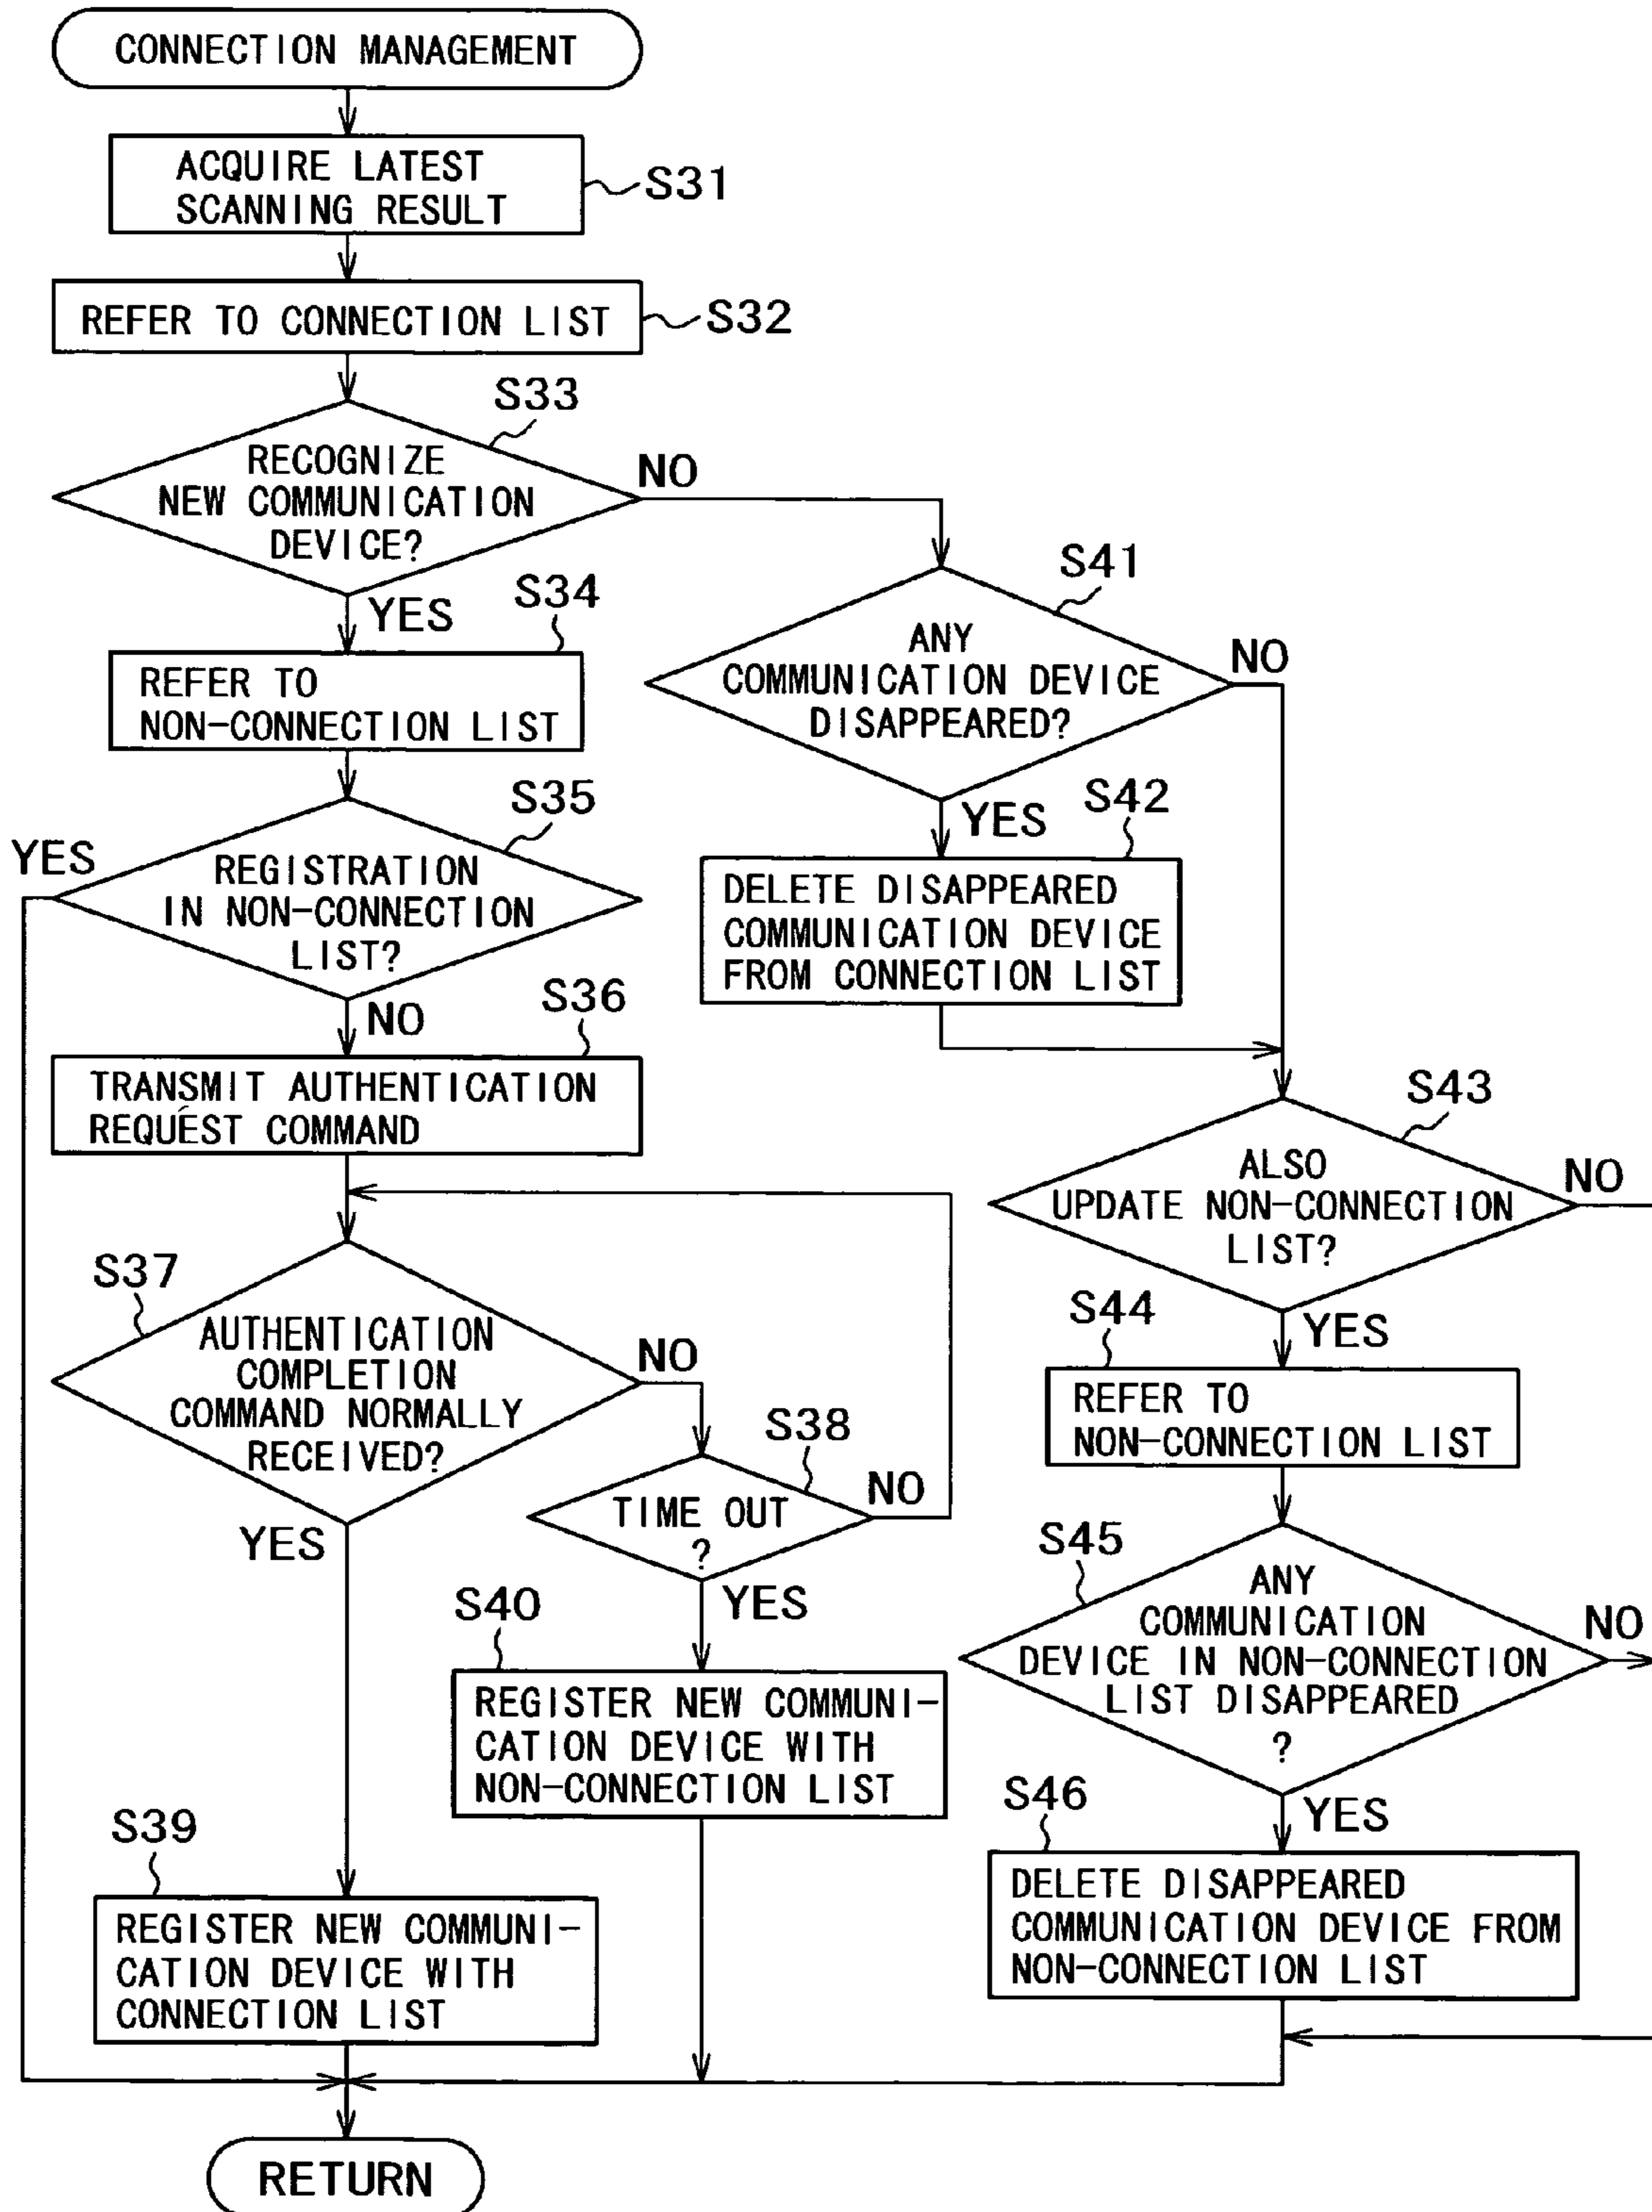 CONNECTION MANAGEMENT
ACQUIRE LATEST
SCANNING RESULT
S31
REFER TO CONNECTION LIST
S32
S33
RECOGNIZE
NEW COMMUNICATION
DEVICE?
NO
YES
S34
REFER TO
NON-CONNECTION LIST
S35
YES
REGISTRATION
IN NON-CONNECTION
LIST?
NO
S36
TRANSMIT AUTHENTICATION
REQUEST COMMAND
S37
AUTHENTICATION
COMPLETION
COMMAND NORMALLY
RECEIVED?
NO
YES
S38
TIME OUT
?
NO
YES
S40
REGISTER NEW COMMUNI-
CATION DEVICE WITH
NON-CONNECTION LIST
S39
REGISTER NEW COMMUNI-
CATION DEVICE WITH
CONNECTION LIST
S41
ANY
COMMUNICATION DEVICE
DISAPPEARED?
NO
YES
S42
DELETE DISAPPEARED
COMMUNICATION DEVICE
FROM CONNECTION LIST
S43
ALSO
UPDATE NON-CONNECTION
LIST?
NO
YES
S44
REFER TO
NON-CONNECTION LIST
S45
ANY
COMMUNICATION
DEVICE IN NON-CONNECTION
LIST DISAPPEARED
?
NO
YES
S46
DELETE DISAPPEARED
COMMUNICATION DEVICE FROM
NON-CONNECTION LIST
RETURN